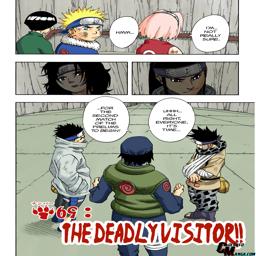 HMM...
I'M...
NOT
REALLY
SURE.
...FOR
THE
SECOND
MATCH
OF THE
PRELIMS TO
BEGIN!
UHHH...
ALL
RIGHT,
EVERYONE,
IT'S
TIME...
69:
THE DEADLY VISITOR!!